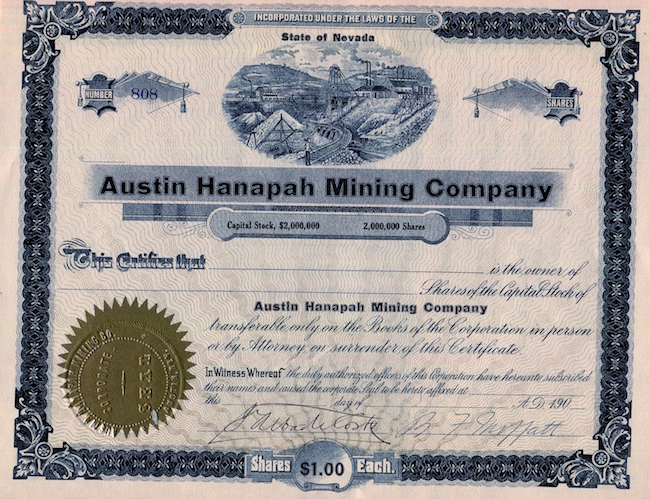 INCORPORATED UNDER THE LAWS OF THE
State of Nevada
NUMBER 808
SHARES
Austin Hanapah Mining Company
Capital Stock, $2,000,000 2,000,000 Shares
This Certifies that is the owner of
Shares of the Capital Stock of
Austin Hanapah Mining Company
transferable only on the Books of the Corporation in person
or by Attorney on surrender of this Certificate.
In Witness Whereof the duly authorized officers of this Corporation have hereunto subscribed
their names and caused the corporate Seal to be hereto affixed at
this day of A.D. 190
MINING CO.
CORPORATE
SEAL
Shares $1.00 Each.